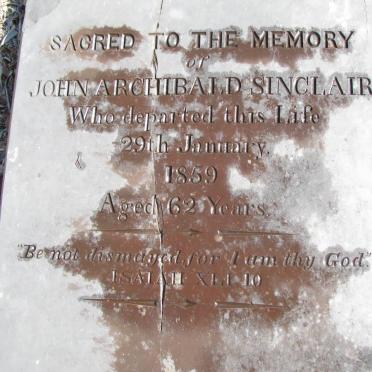 SACRED TO THE MEMORY
of
JOHN ARCHIBALD SINCLAIR
Who departed this Life
29th January,
1859
Aged 62 Years.
"Be not dismayed for I am thy God"
ISAIAH XLI 10